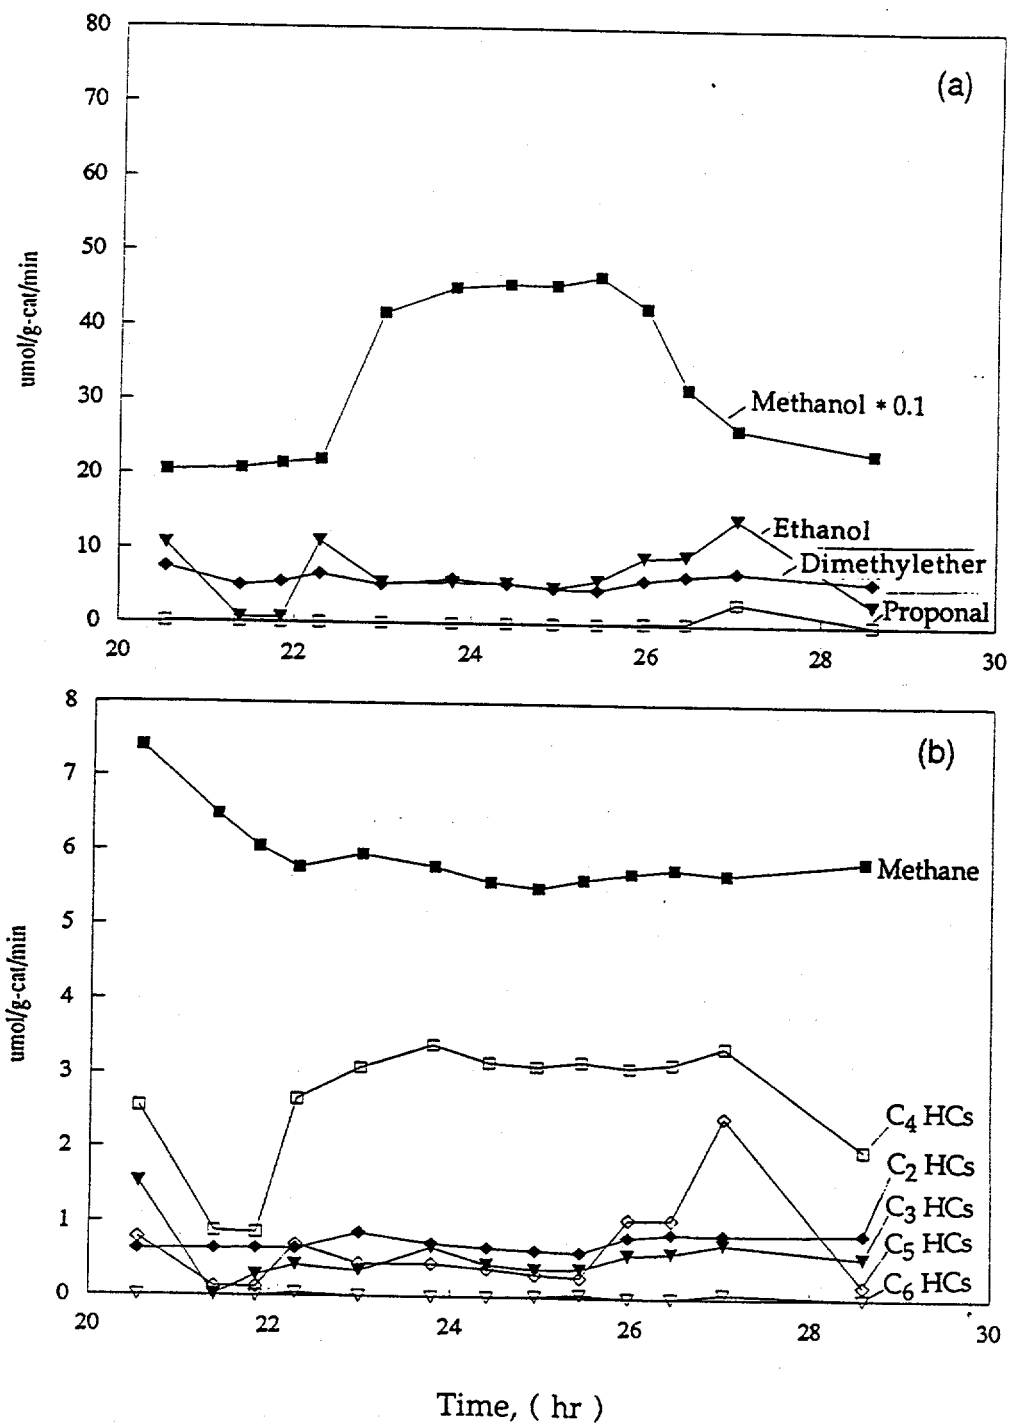 80
(a)
70
60
50
umol/g-cat/min
40
30
Methanol * 0.1
20
Ethanol
10
Dimethylether
Proponal
0
20
22
24
26
28
30
8
(b)
7
6
Methane
5
umol/g-cat/min
4
3
C4 HCs
2
C2 HCs
C3 HCs
1
C5 HCs
C6 HCs
0
20
22
24
26
28
30
Time, ( hr )